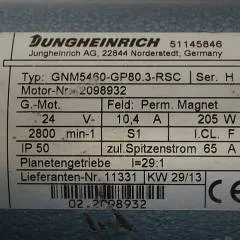 JUNGHEINRICH 51145846
Jungheinrich AG, 22844 Norderstedt, Germany
Typ: GNM5460-GP80.3-RSC Ser. H
Motor-Nr. 2098932
G.-Mot. Feld: Perm. Magnet
24 V- 10,4 A 205 W
2800 min-1 S1 I.CL. F
IP 50 zul.Spitzenstrom 65 A
Planetengetriebe I=29:1
Lieferanten-Nr. 11331 KW 29/13 CE
02.2098932